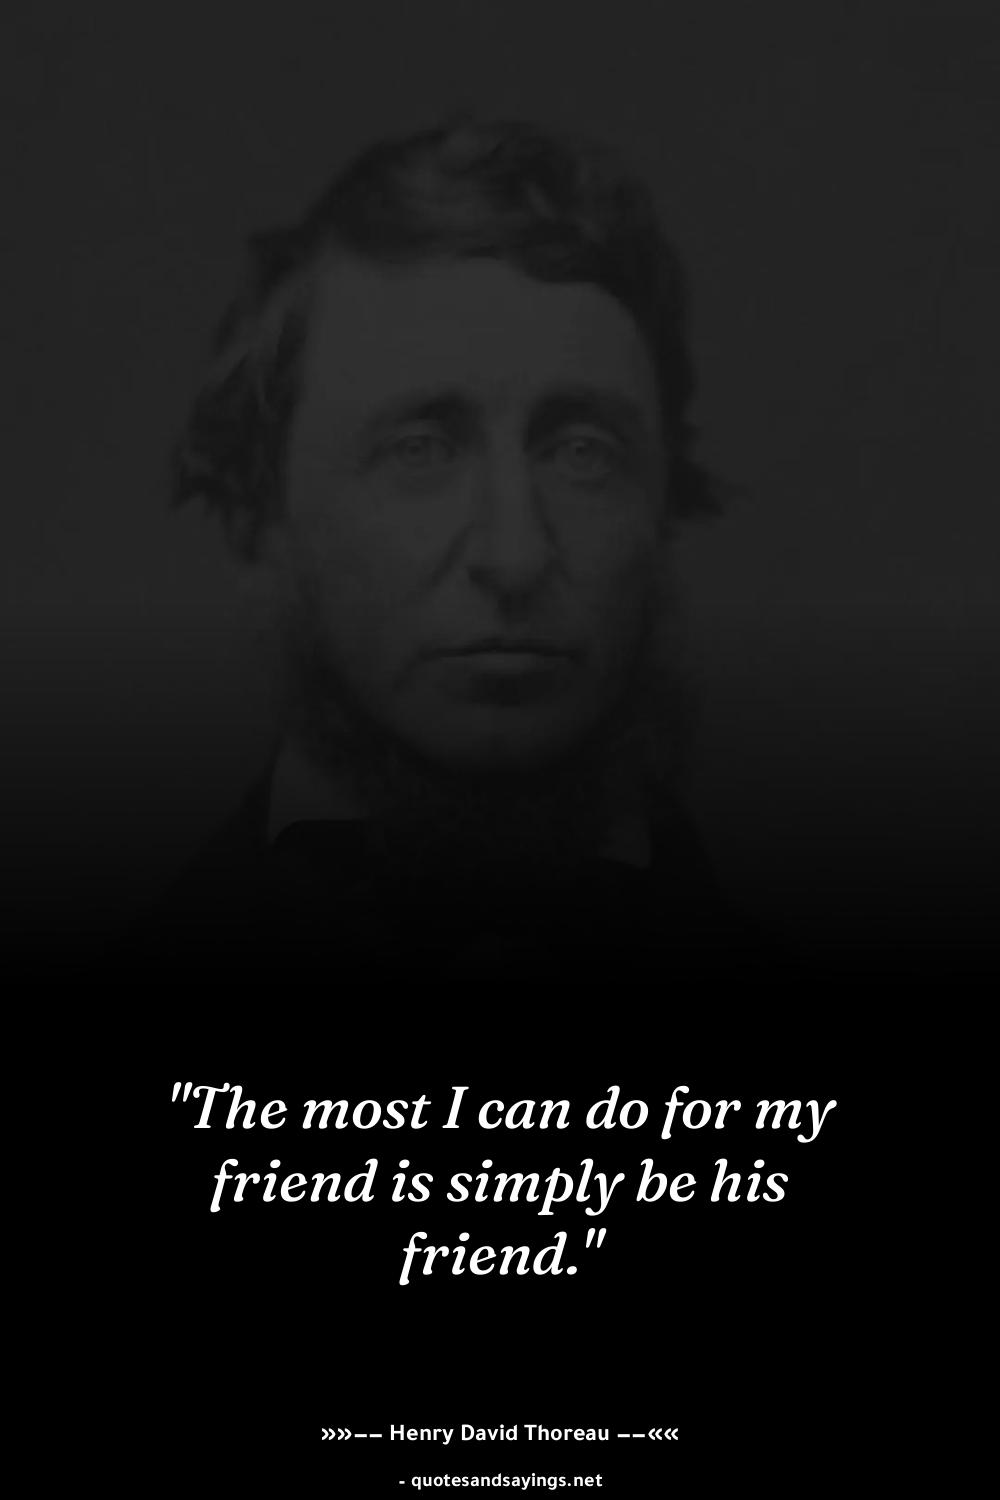 "The most I can do for my
friend is simply be his
friend."
»»−− Henry David Thoreau −−««
- quotesandsayings.net